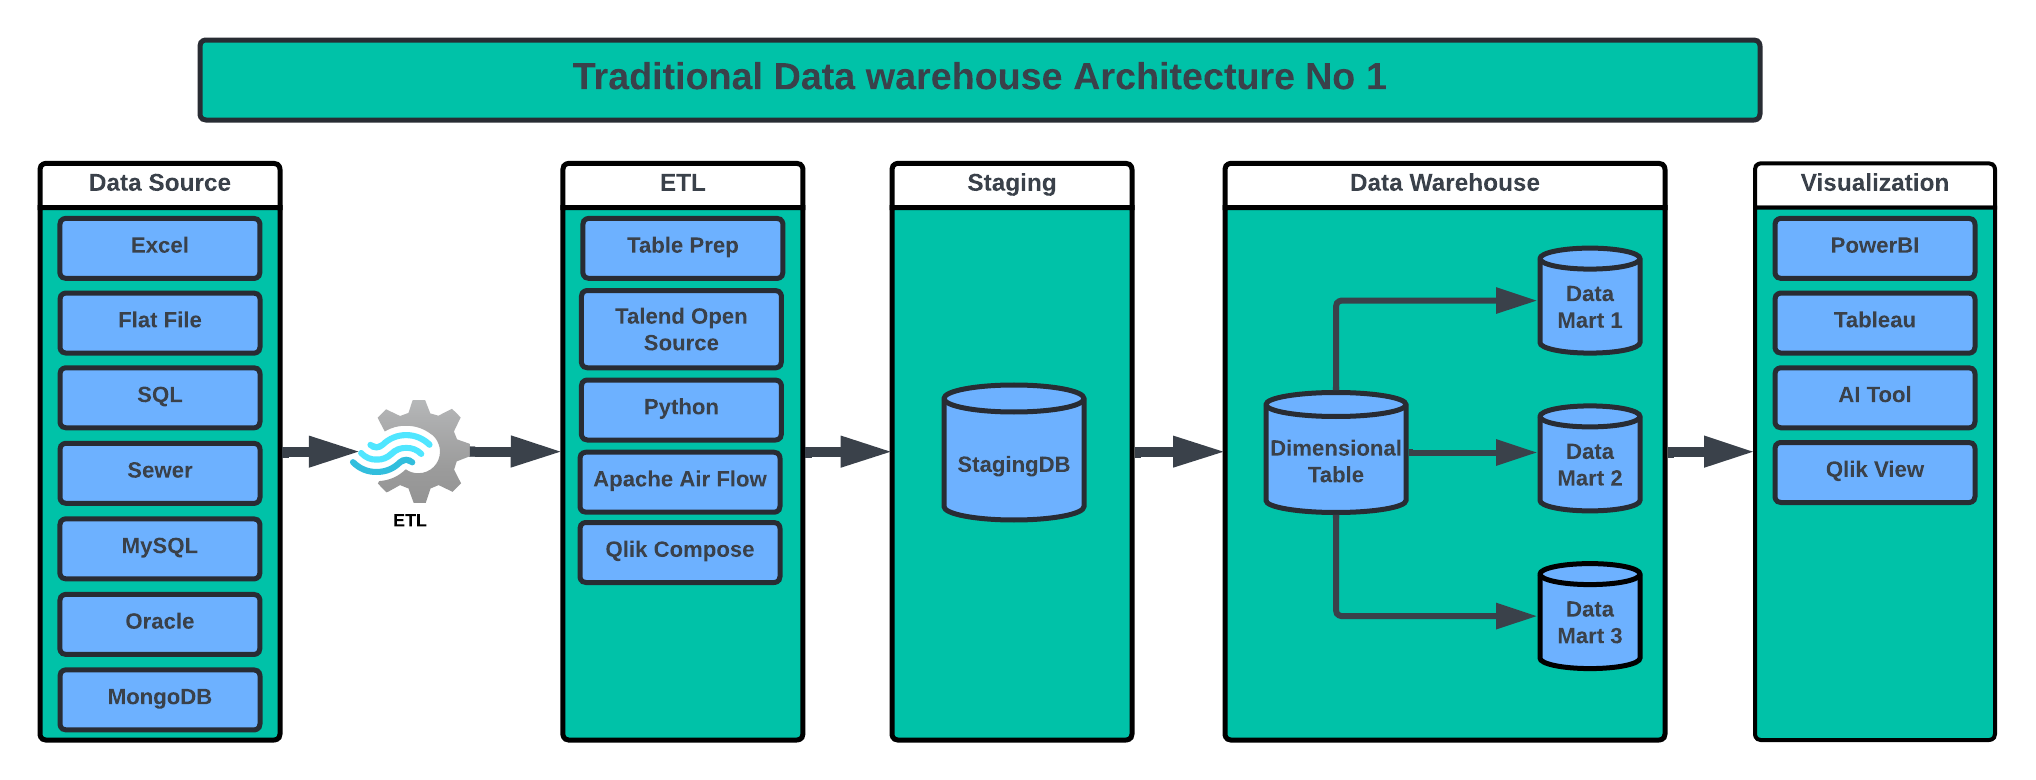 Traditional Data warehouse Architecture No 1
Data Source
Excel
Flat File
SQL
Sewer
MySQL
Oracle
MongoDB
ETL
ETL
Table Prep
Talend Open
Source
Python
Apache Air Flow
Qlik Compose
Staging
StagingDB
Data Warehouse
Dimensional
Table
Data
Mart 1
Data
Mart 2
Data
Mart 3
Visualization
PowerBI
Tableau
AI Tool
Qlik View